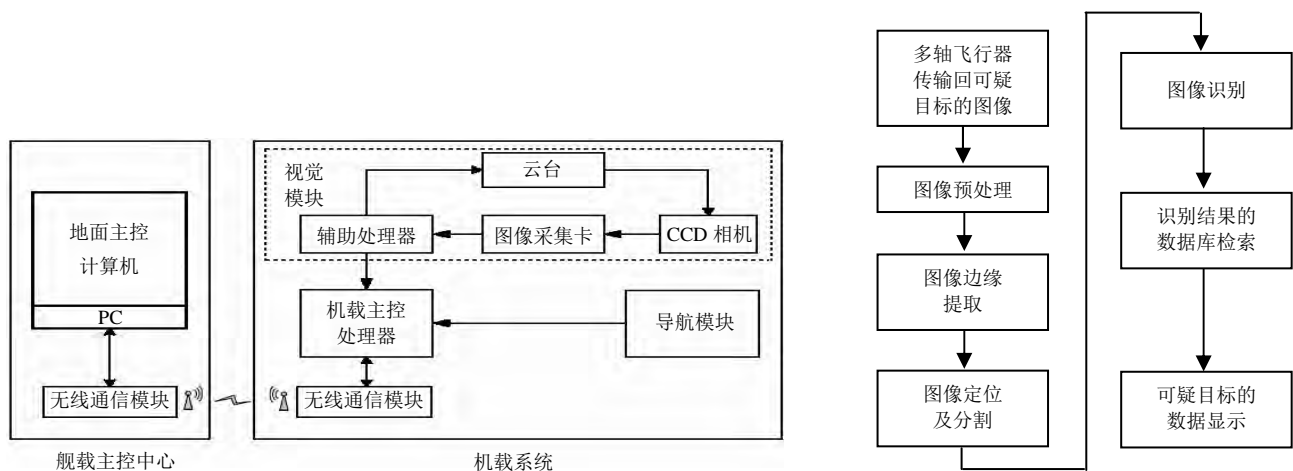 视觉
模块
云台
辅助处理器
图像采集卡
CCD 相机
地面主控
计算机
PC
机载主控
处理器
导航模块
无线通信模块
无线通信模块
舰载主控中心
机载系统
多轴飞行器
传输回可疑
目标的图像
图像预处理
图像边缘
提取
图像定位
及分割
图像识别
识别结果的
数据库检索
可疑目标的
数据显示